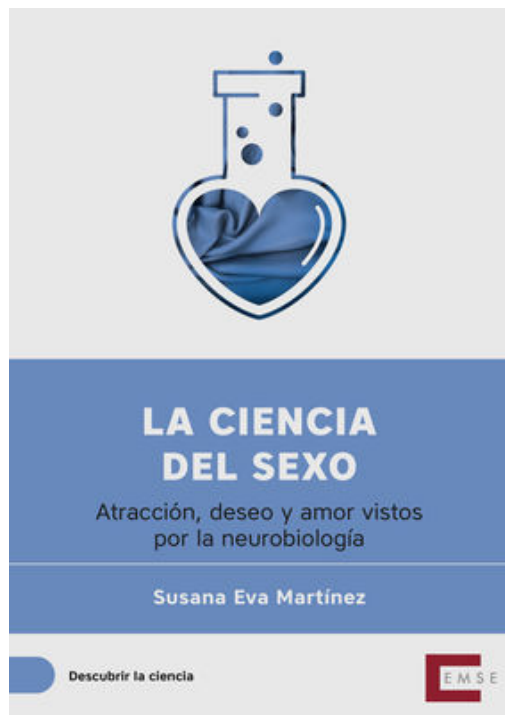 LA CIENCIA
DEL SEXO
Atracción, deseo y amor vistos
por la neurobiología
Susana Eva Martínez
Descubrir la ciencia
EMSE